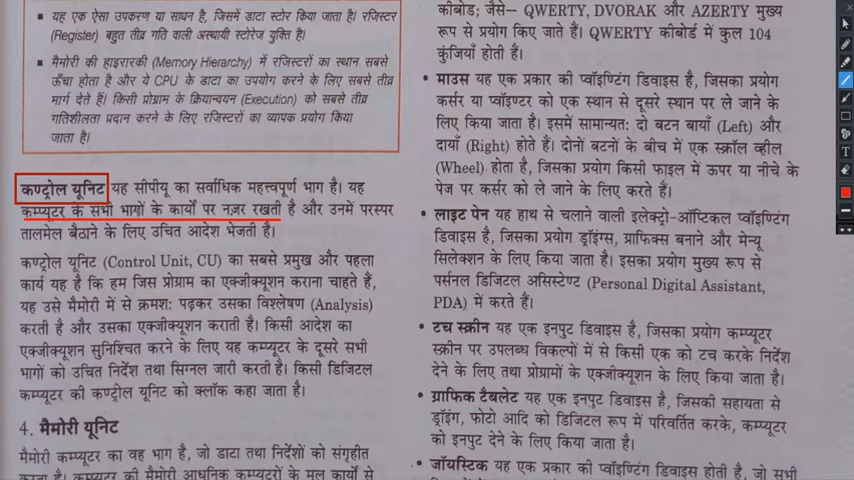 यह एक ऐसा उपकरण या साधन है, जिसमें डाटा स्टोर किया जाता है। रजिस्टर
(Register) बहुत तीव्र गति वाली अस्थायी स्टोरेज युक्ति है।
मैमोरी की हाइरारकी (Memory Hierarchy) में रजिस्टरों का स्थान सबसे
ऊँचा होता है और ये CPU के डाटा का उपयोग करने के लिए सबसे तीव्र
मार्ग देते हैं। किसी प्रोग्राम के क्रियान्वयन (Execution) को सबसे तीव्र
गतिशीलता प्रदान करने के लिए रजिस्टरों का व्यापक प्रयोग किया
जाता है।
कण्ट्रोल यूनिट यह सीपीयू का सर्वाधिक महत्त्वपूर्ण भाग है। यह
कम्प्यूटर के सभी भागों के कार्यों पर नज़र रखती है और उनमें परस्पर
तालमेल बैठाने के लिए उचित आदेश भेजती है।
कण्ट्रोल यूनिट (Control Unit, CU) का सबसे प्रमुख और पहला
कार्य यह है कि हम जिस प्रोग्राम का एक्जीक्यूशन कराना चाहते हैं,
यह उसे मैमोरी में से क्रमश: पढ़कर उसका विश्लेषण (Analysis)
करती है और उसका एक्जीक्यूशन कराती है। किसी आदेश का
एक्जीक्यूशन सुनिश्चित करने के लिए यह कम्प्यूटर के दूसरे सभी
भागों को उचित निर्देश तथा सिग्नल जारी करती है। किसी डिजिटल
कम्प्यूटर की कण्ट्रोल यूनिट को क्लॉक कहा जाता है।
4. मैमोरी यूनिट
मैमोरी कम्प्यूटर का वह भाग है, जो डाटा तथा निर्देशों को संगृहीत
करता है। कम्प्यूटर की मैमोरी आधुनिक कम्प्यूटरों के मूल कार्यों से
कीबोर्ड; जैसे— QWERTY, DVORAK और AZERTY मुख्य
रूप से प्रयोग किए जाते हैं। QWERTY कीबोर्ड में कुल 104
कुंजियाँ होती हैं।
• माउस यह एक प्रकार की प्वॉइण्टिंग डिवाइस है, जिसका प्रयोग
कर्सर या प्वॉइण्टर को एक स्थान से दूसरे स्थान पर ले जाने के
लिए किया जाता है। इसमें सामान्यत: दो बटन बायाँ (Left) और
दायाँ (Right) होते हैं। दोनों बटनों के बीच में एक स्क्रॉल व्हील
(Wheel) होता है, जिसका प्रयोग किसी फाइल में ऊपर या नीचे के
पेज पर कर्सर को ले जाने के लिए करते हैं।
• लाइट पेन यह हाथ से चलाने वाली इलेक्ट्रो-ऑप्टिकल प्वॉइण्टिंग
डिवाइस है, जिसका प्रयोग ड्रॉइंग्स, ग्राफिक्स बनाने और मेन्यू
सिलेक्शन के लिए किया जाता है। इसका प्रयोग मुख्य रूप से
पर्सनल डिजिटल असिस्टेण्ट (Personal Digital Assistant,
PDA) में करते हैं।
• टच स्क्रीन यह एक इनपुट डिवाइस है, जिसका प्रयोग कम्प्यूटर
स्क्रीन पर उपलब्ध विकल्पों में से किसी एक को टच करके निर्देश
देने के लिए तथा प्रोग्रामों के एक्जीक्यूशन के लिए किया जाता है।
• ग्राफिक टैबलेट यह एक इनपुट डिवाइस है, जिसकी सहायता से
ड्रॉइंग, फोटो आदि को डिजिटल रूप में परिवर्तित करके, कम्प्यूटर
को इनपुट देने के लिए किया जाता है।
• जॉयस्टिक यह एक प्रकार की प्वॉइण्टिंग डिवाइस होती है, जो सभी